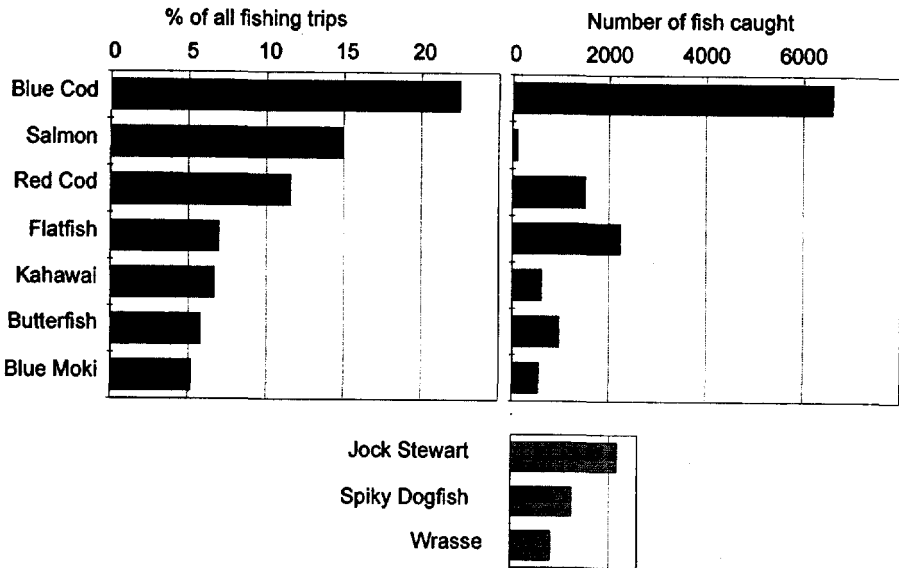 % of all fishing trips
0 5 10 15 20
Number of fish caught
0 2000 4000 6000
Blue Cod
Salmon
Red Cod
Flatfish
Kahawai
Butterfish
Blue Moki
Jock Stewart
Spiky Dogfish
Wrasse